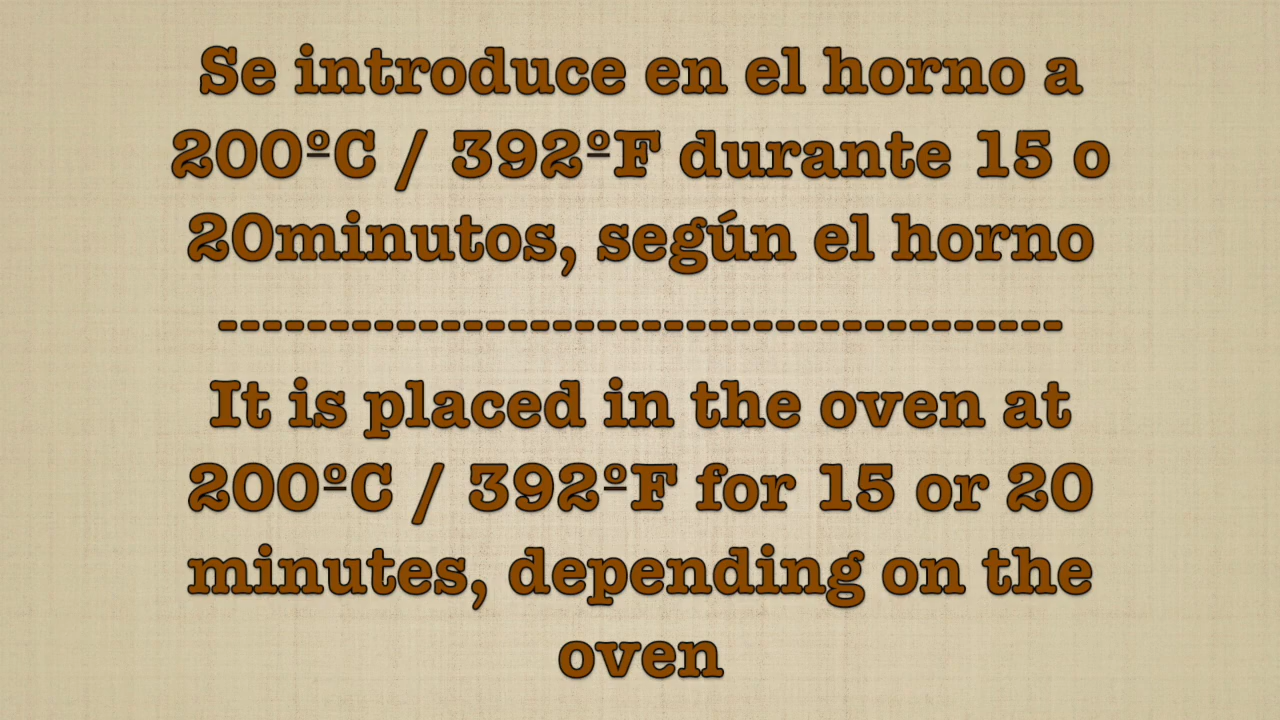 Se introduce en el horno a
200ºC / 392ºF durante 15 o
20minutos, según el horno
--------------------------------------
It is placed in the oven at
200ºC / 392ºF for 15 or 20
minutes, depending on the
oven